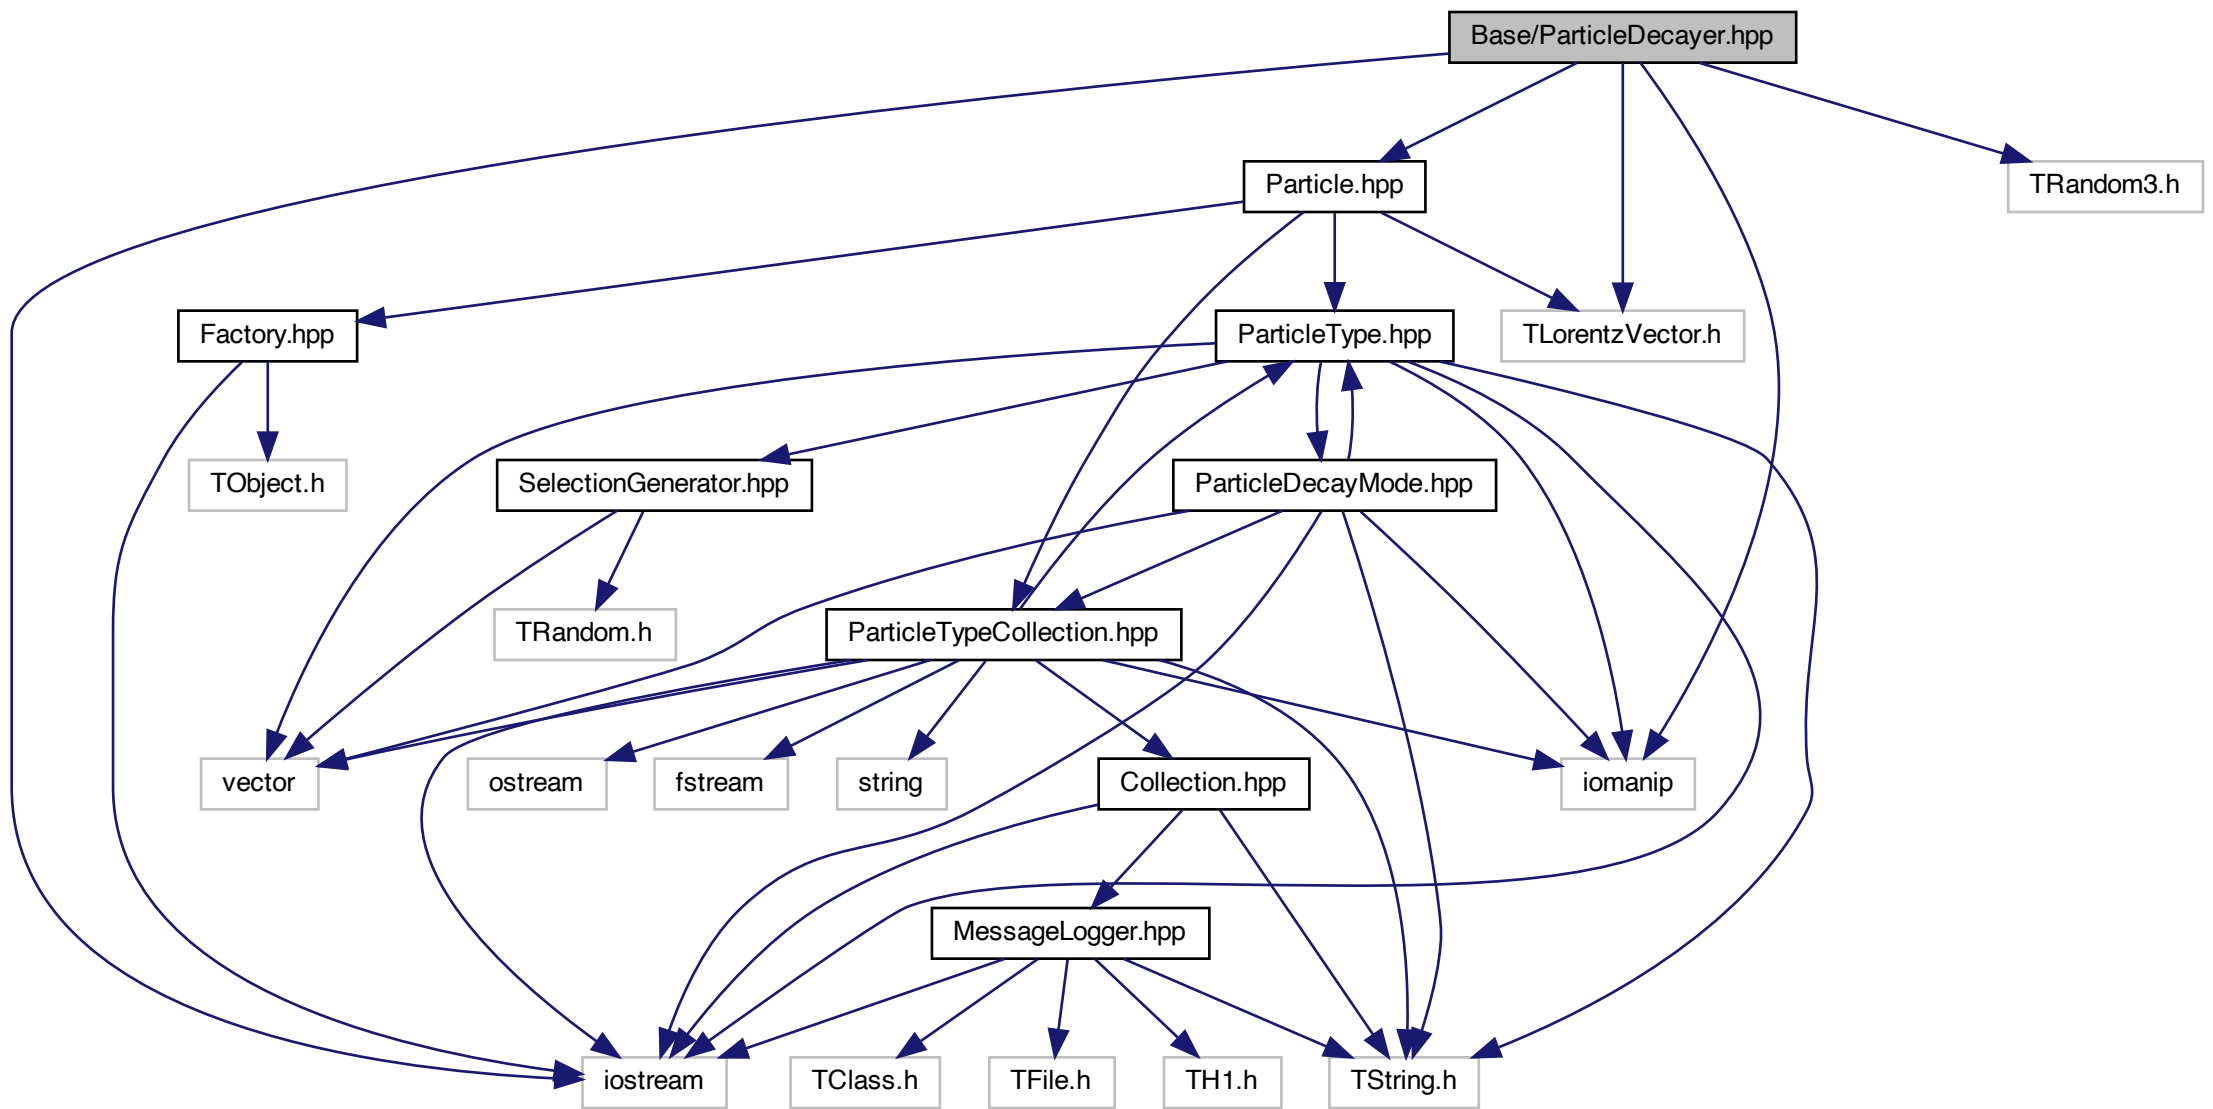 Base/ParticleDecayer.hpp
Particle.hpp
TRandom3.h
Factory.hpp
ParticleType.hpp
TLorentzVector.h
TObject.h
SelectionGenerator.hpp
ParticleDecayMode.hpp
TRandom.h
ParticleTypeCollection.hpp
vector
ostream
fstream
string
Collection.hpp
iomanip
MessageLogger.hpp
iostream
TClass.h
TFile.h
TH1.h
TString.h